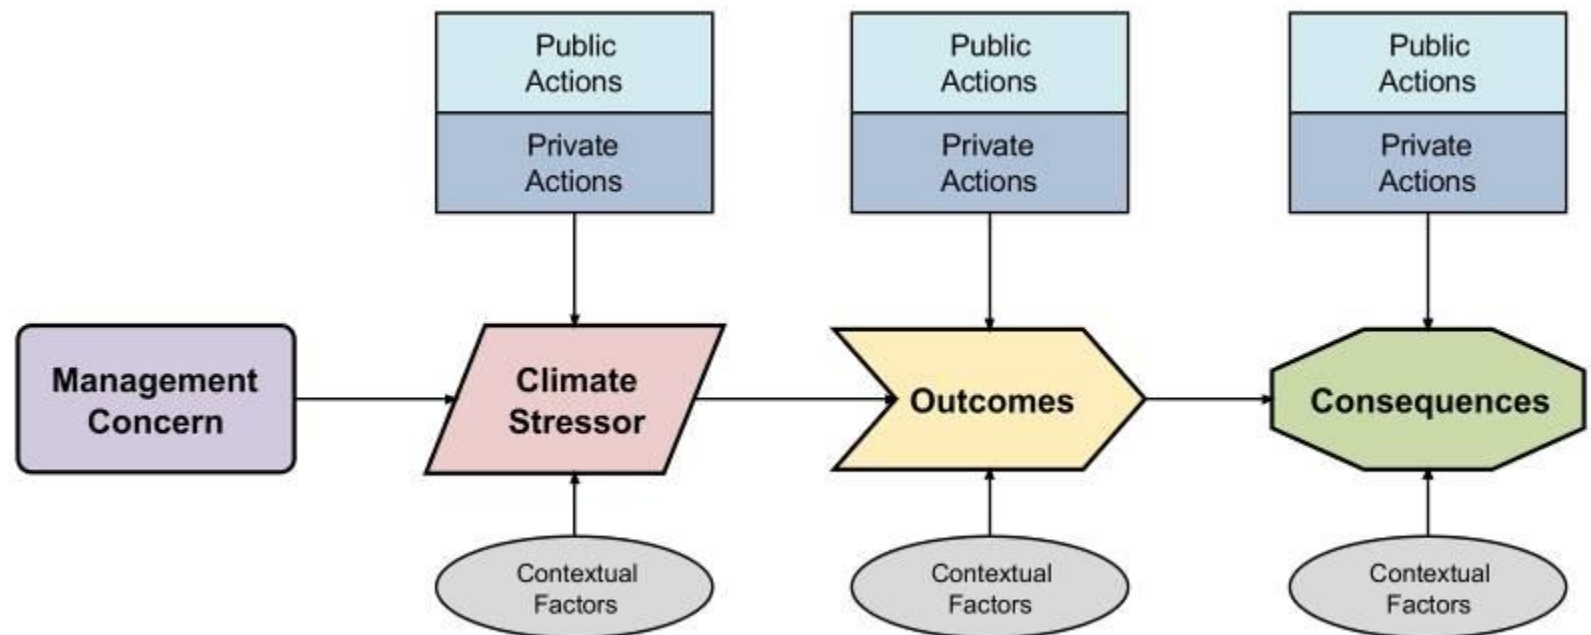 Public
Actions
Private
Actions
Public
Actions
Private
Actions
Public
Actions
Private
Actions
Management
Concern
Climate
Stressor
Outcomes
Consequences
Contextual
Factors
Contextual
Factors
Contextual
Factors